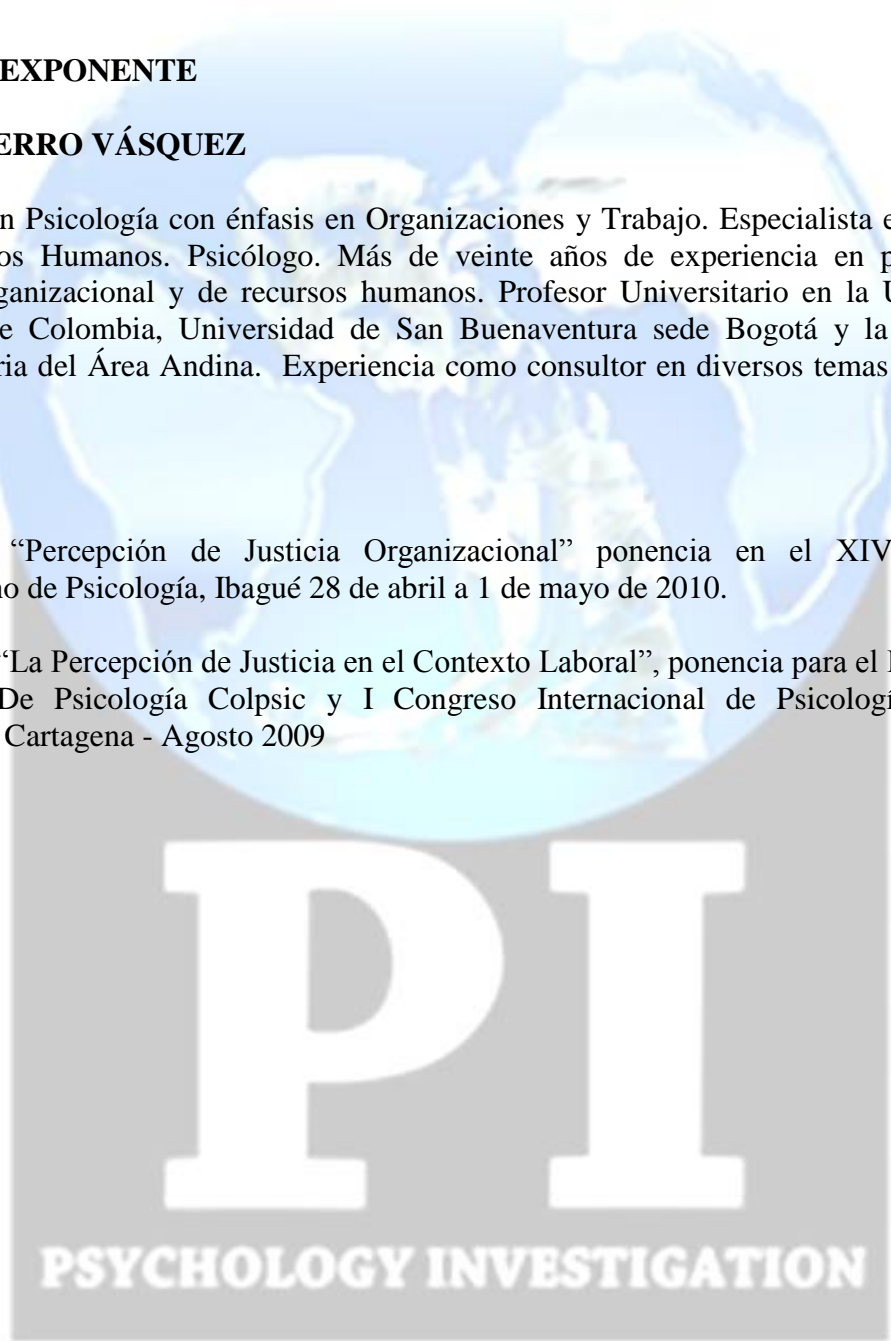 EXPONENTE
ERRO VÁSQUEZ
n Psicología con énfasis en Organizaciones y Trabajo. Especialista e
os Humanos. Psicólogo. Más de veinte años de experiencia en p
ganizacional y de recursos humanos. Profesor Universitario en la U
e Colombia, Universidad de San Buenaventura sede Bogotá y la
ria del Área Andina. Experiencia como consultor en diversos temas
“Percepción de Justicia Organizacional” ponencia en el XIV
no de Psicología, Ibagué 28 de abril a 1 de mayo de 2010.
“La Percepción de Justicia en el Contexto Laboral”, ponencia para el I
De Psicología Colpsic y I Congreso Internacional de Psicologí
Cartagena - Agosto 2009
PI
PSYCHOLOGY INVESTIGATION